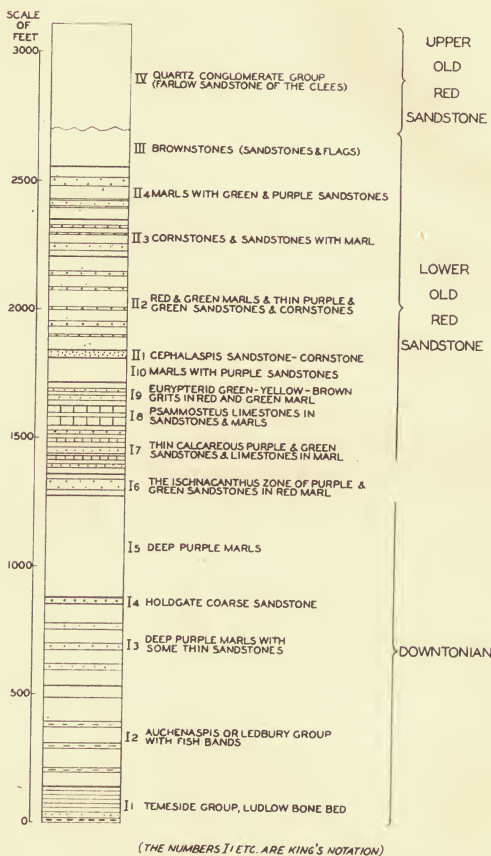 SCALE
OF
FEET
3000
2500
2000
1500
1000
500
0
IV QUARTZ CONGLOMERATE GROUP
(FARLOW SANDSTONE OF THE CLEES)
III BROWNSTONES (SANDSTONES & FLAGS)
II4 MARLS WITH GREEN & PURPLE SANDSTONES
II3 CORNSTONES & SANDSTONES WITH MARL
II2 RED & GREEN MARLS & THIN PURPLE &
GREEN SANDSTONES & CORNSTONES
II1 CEPHALASPIS SANDSTONE-CORNSTONE
I10 MARLS WITH PURPLE SANDSTONES
I9 EURYPTERID GREEN-YELLOW-BROWN
GRITS IN RED AND GREEN MARL
I8 PSAMMOSTEUS LIMESTONES IN
SANDSTONES & MARLS
I7 THIN CALCAREOUS PURPLE & GREEN
SANDSTONES & LIMESTONES IN MARL
I6 THE ISCHNACANTHUS ZONE OF PURPLE &
GREEN SANDSTONES IN RED MARL
I5 DEEP PURPLE MARLS
I4 HOLDGATE COARSE SANDSTONE
I3 DEEP PURPLE MARLS WITH
SOME THIN SANDSTONES
I2 AUCHENASPIS OR LEDBURY GROUP
WITH FISH BANDS
I1 TEMESIDE GROUP, LUDLOW BONE BED
UPPER
OLD
RED
SANDSTONE
LOWER
OLD
RED
SANDSTONE
DOWNTONIAN
(THE NUMBERS I1 ETC. ARE KING'S NOTATION)